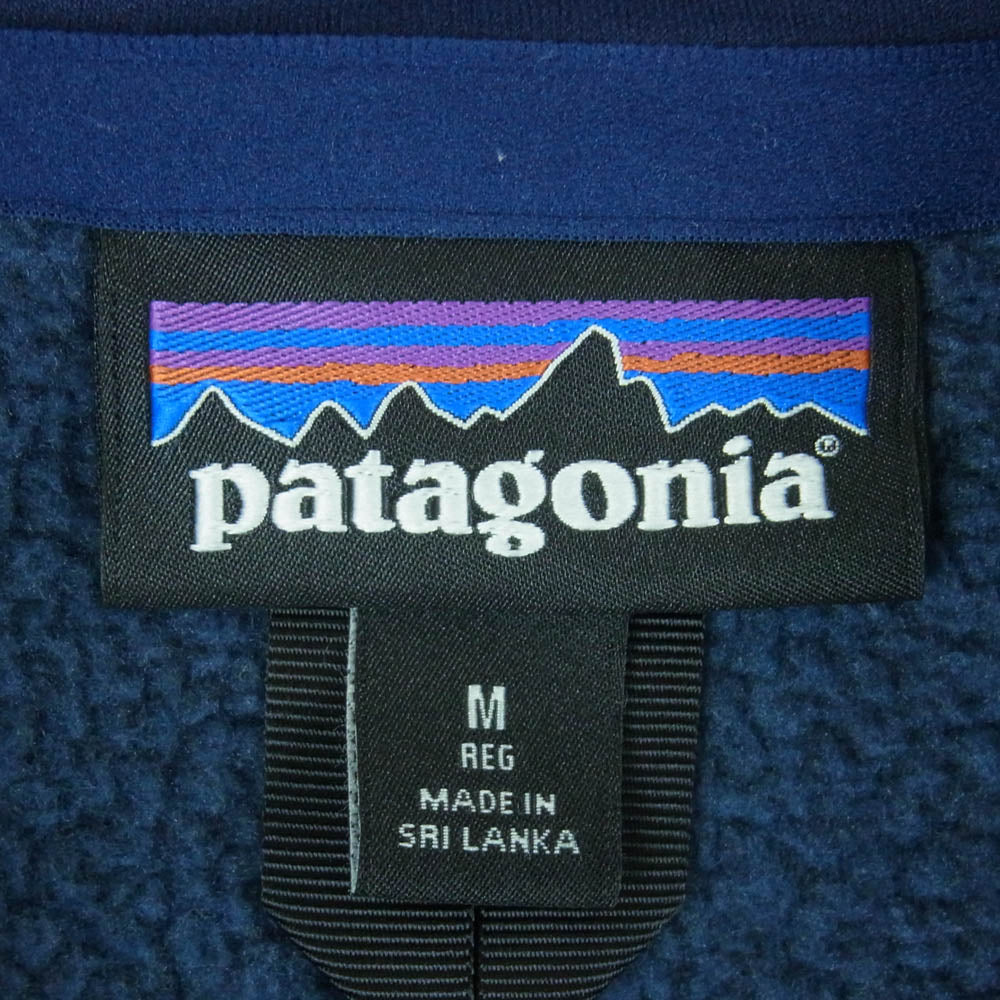 patagonia®
M
REG
MADE IN
SRI LANKA